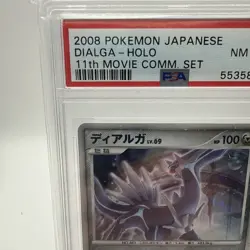 2008 POKEMON JAPANESE
DIALGA-HOLO NM
11th MOVIE COMM. SET
PSA 5535
ディアルガ LV.69 HP 100